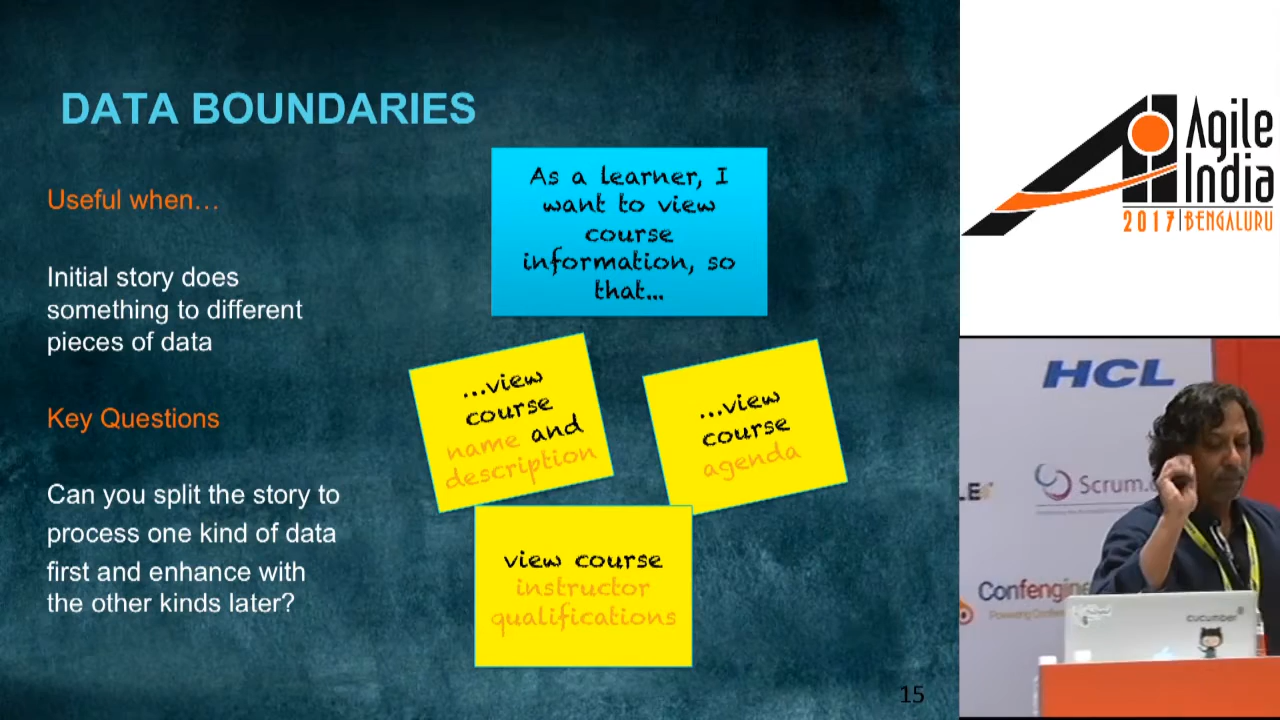 DATA BOUNDARIES
Useful when…
Initial story does
something to different
pieces of data
Key Questions
Can you split the story to
process one kind of data
first and enhance with
the other kinds later?
As a learner, I
want to view
course
information, so
that...
...view
course
name and
description
...view
course
agenda
view course
instructor
qualifications
15
Agile
India
2017 | BENGALURU
HCL
Scrum.
Confengine
cucumber